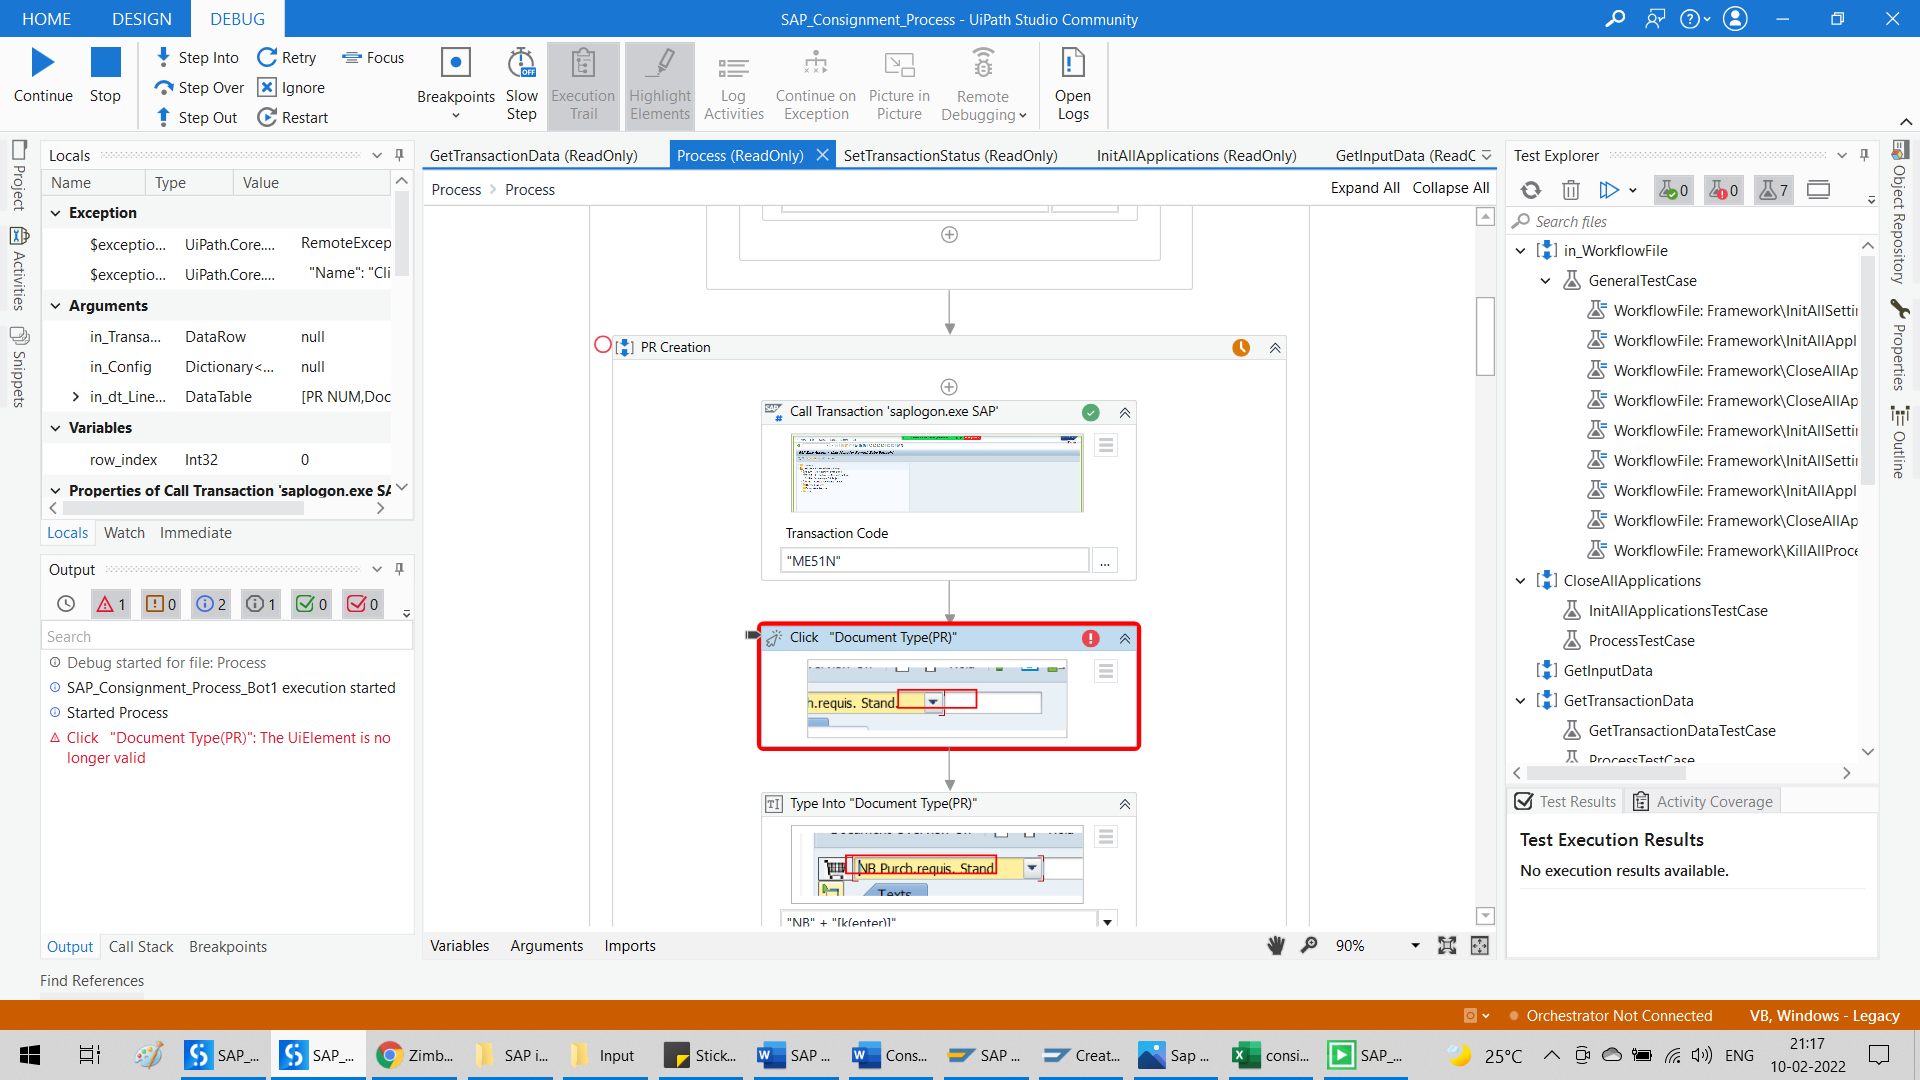 HOME
DESIGN
DEBUG
SAP_Consignment_Process - UiPath Studio Community
Continue
Stop
Step Into
Step Over
Step Out
Retry
Ignore
Restart
Focus
Breakpoints
Slow
Step
OFF
Execution
Trail
Highlight
Elements
Log
Activities
Continue on
Exception
Picture in
Picture
Remote
Debugging
Open
Logs
Project
Activities
Snippets
Locals
Name Type Value
Exception
$exceptio... UiPath.Core.... RemoteExcep
$exceptio... UiPath.Core.... "Name": "Cli
Arguments
in_Transa... DataRow null
in_Config Dictionary<... null
in_dt_Line... DataTable [PR NUM,Doc
Variables
row_index Int32 0
Properties of Call Transaction 'saplogon.exe SA
Locals Watch Immediate
Output
1 0 2 1 0 0
Search
Debug started for file: Process
SAP_Consignment_Process_Bot1 execution started
Started Process
Click "Document Type(PR)": The UiElement is no
longer valid
Output Call Stack Breakpoints
Find References
GetTransactionData (ReadOnly)
Process (ReadOnly)
SetTransactionStatus (ReadOnly)
InitAllApplications (ReadOnly)
GetInputData (ReadC
Process > Process
Expand All Collapse All
PR Creation
SAP
Call Transaction 'saplogon.exe SAP'
Transaction Code
"ME51N"
...
Click "Document Type(PR)"
h.requis. Stand.
Type Into "Document Type(PR)"
NB Purch.requis. Stand.
Texts
"NB" + "[k(enter)]"
Variables Arguments Imports
90%
Test Explorer
0 0 7
Search files
in_WorkflowFile
GeneralTestCase
WorkflowFile: Framework\InitAllSettir
WorkflowFile: Framework\InitAllAppl
WorkflowFile: Framework\CloseAllAp
WorkflowFile: Framework\CloseAllAp
WorkflowFile: Framework\InitAllSettir
WorkflowFile: Framework\InitAllSettir
WorkflowFile: Framework\InitAllAppl
WorkflowFile: Framework\CloseAllAp
WorkflowFile: Framework\KillAllProce
CloseAllApplications
InitAllApplicationsTestCase
ProcessTestCase
GetInputData
GetTransactionData
GetTransactionDataTestCase
ProcessTestCase
Test Results
Activity Coverage
Test Execution Results
No execution results available.
Object Repository
Properties
Outline
Orchestrator Not Connected
VB, Windows - Legacy
SAP_...
SAP_...
Zimb...
SAP i...
Input
Stick...
SAP ...
Cons...
SAP ...
Creat...
Sap ...
consi...
SAP_...
25°C
ENG
21:17
10-02-2022